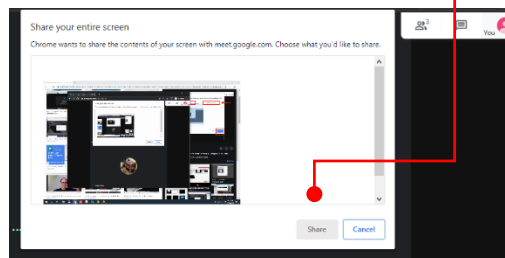 Share your entire screen
Chrome wants to share the contents of your screen with meet.google.com. Choose what you'd like to share.
Share
Cancel
3
You